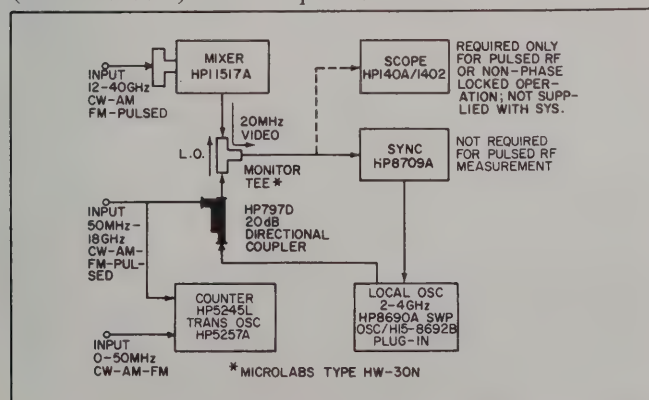 MIXER
HP11517A
INPUT
12-40GHz
CW-AM
FM-PULSED
SCOPE
HP140A/1402
REQUIRED ONLY
FOR PULSED RF
OR NON-PHASE
LOCKED OPER-
ATION; NOT SUPP-
LIED WITH SYS.
20MHz
VIDEO
L.O.
MONITOR
TEE*
SYNC
HP8709A
NOT REQUIRED
FOR PULSED RF
MEASUREMENT
INPUT
50MHz-
18GHz
CW-AM-
FM-PUL-
SED
HP797D
20dB
DIRECTIONAL
COUPLER
COUNTER
HP5245L
TRANS OSC
HP5257A
LOCAL OSC
2-4GHz
HP8690A SWP
OSC/H15-8692B
PLUG-IN
INPUT
0-50MHz
CW-AM-FM
*MICROLABS TYPE HW-30N